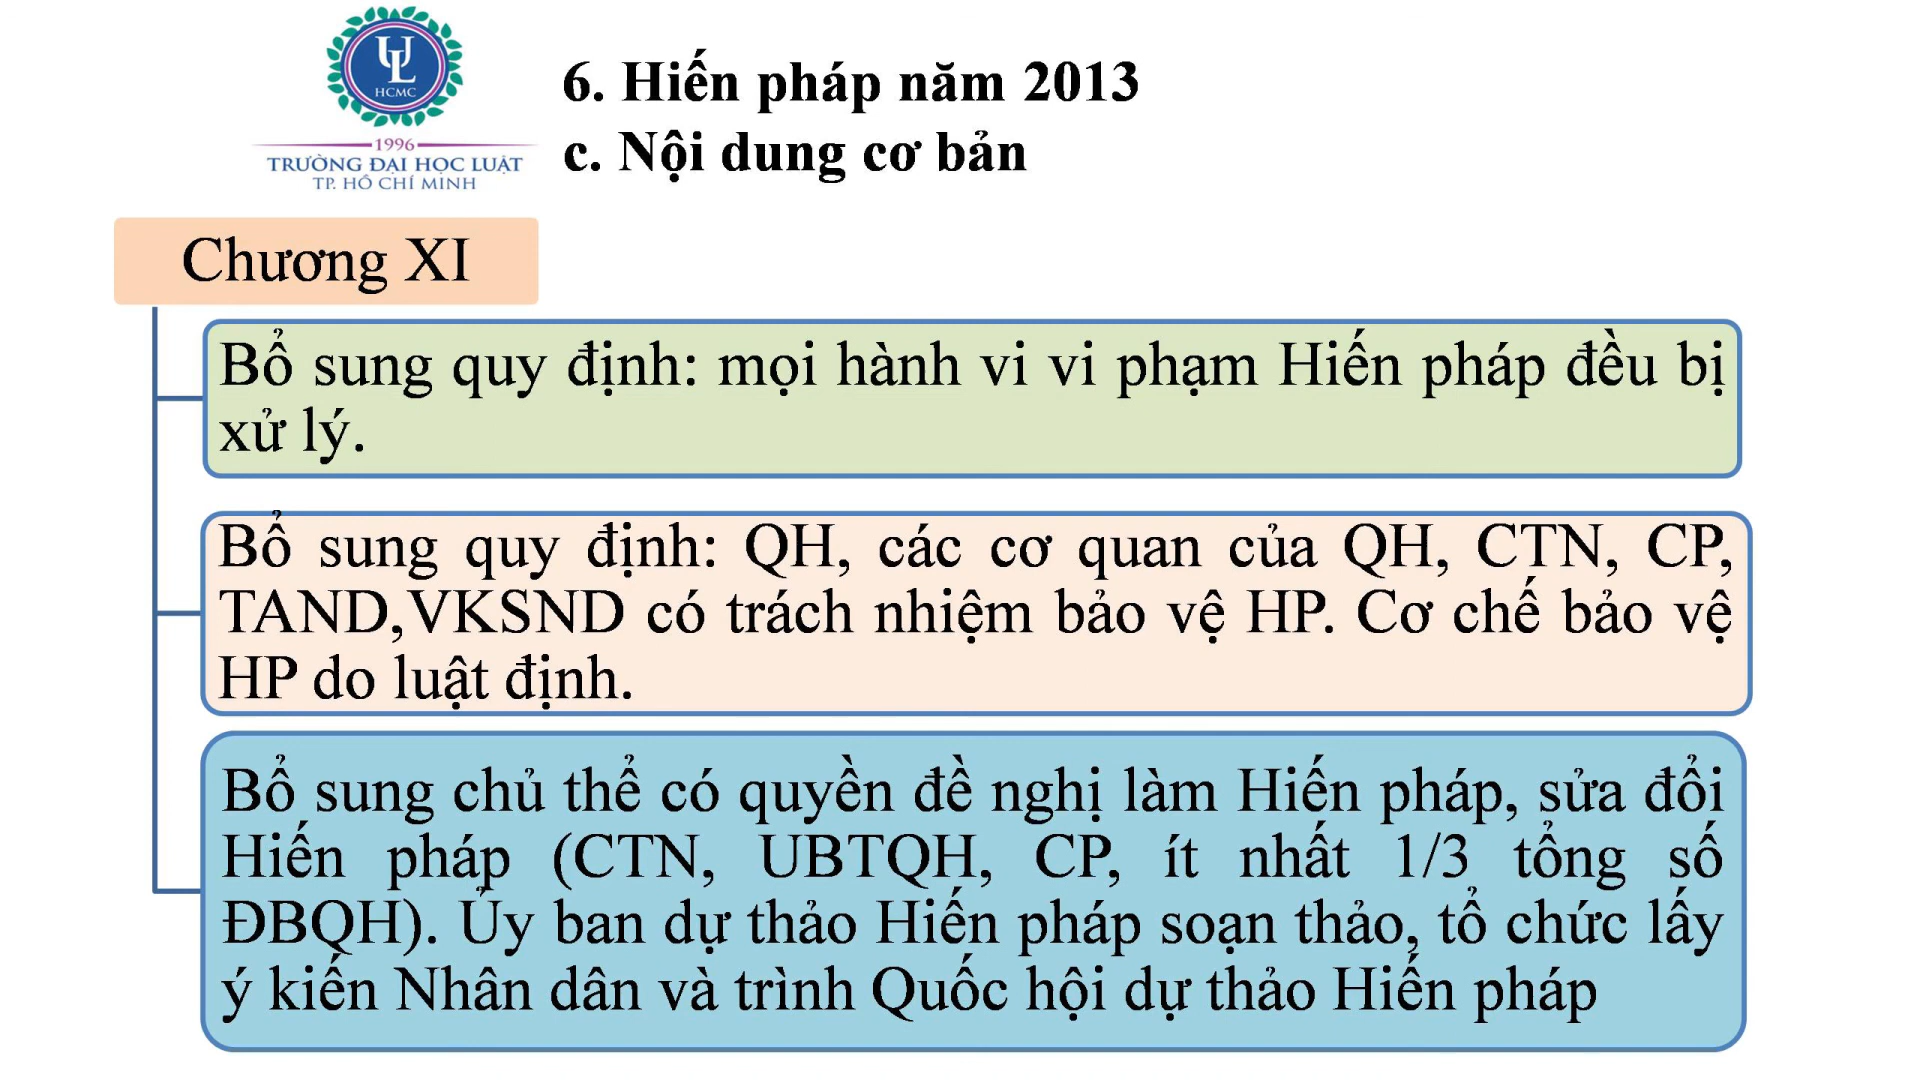 UL
HCMC
1996
TRƯỜNG ĐẠI HỌC LUẬT
TP. HỒ CHÍ MINH
6. Hiến pháp năm 2013
c. Nội dung cơ bản
Chương XI
Bổ sung quy định: mọi hành vi vi phạm Hiến pháp đều bị
xử lý.
Bổ sung quy định: QH, các cơ quan của QH, CTN, CP,
TAND,VKSND có trách nhiệm bảo vệ HP. Cơ chế bảo vệ
HP do luật định.
Bổ sung chủ thể có quyền đề nghị làm Hiến pháp, sửa đổi
Hiến pháp (CTN, UBTQH, CP, ít nhất 1/3 tổng số
ĐBQH). Ủy ban dự thảo Hiến pháp soạn thảo, tổ chức lấy
ý kiến Nhân dân và trình Quốc hội dự thảo Hiến pháp